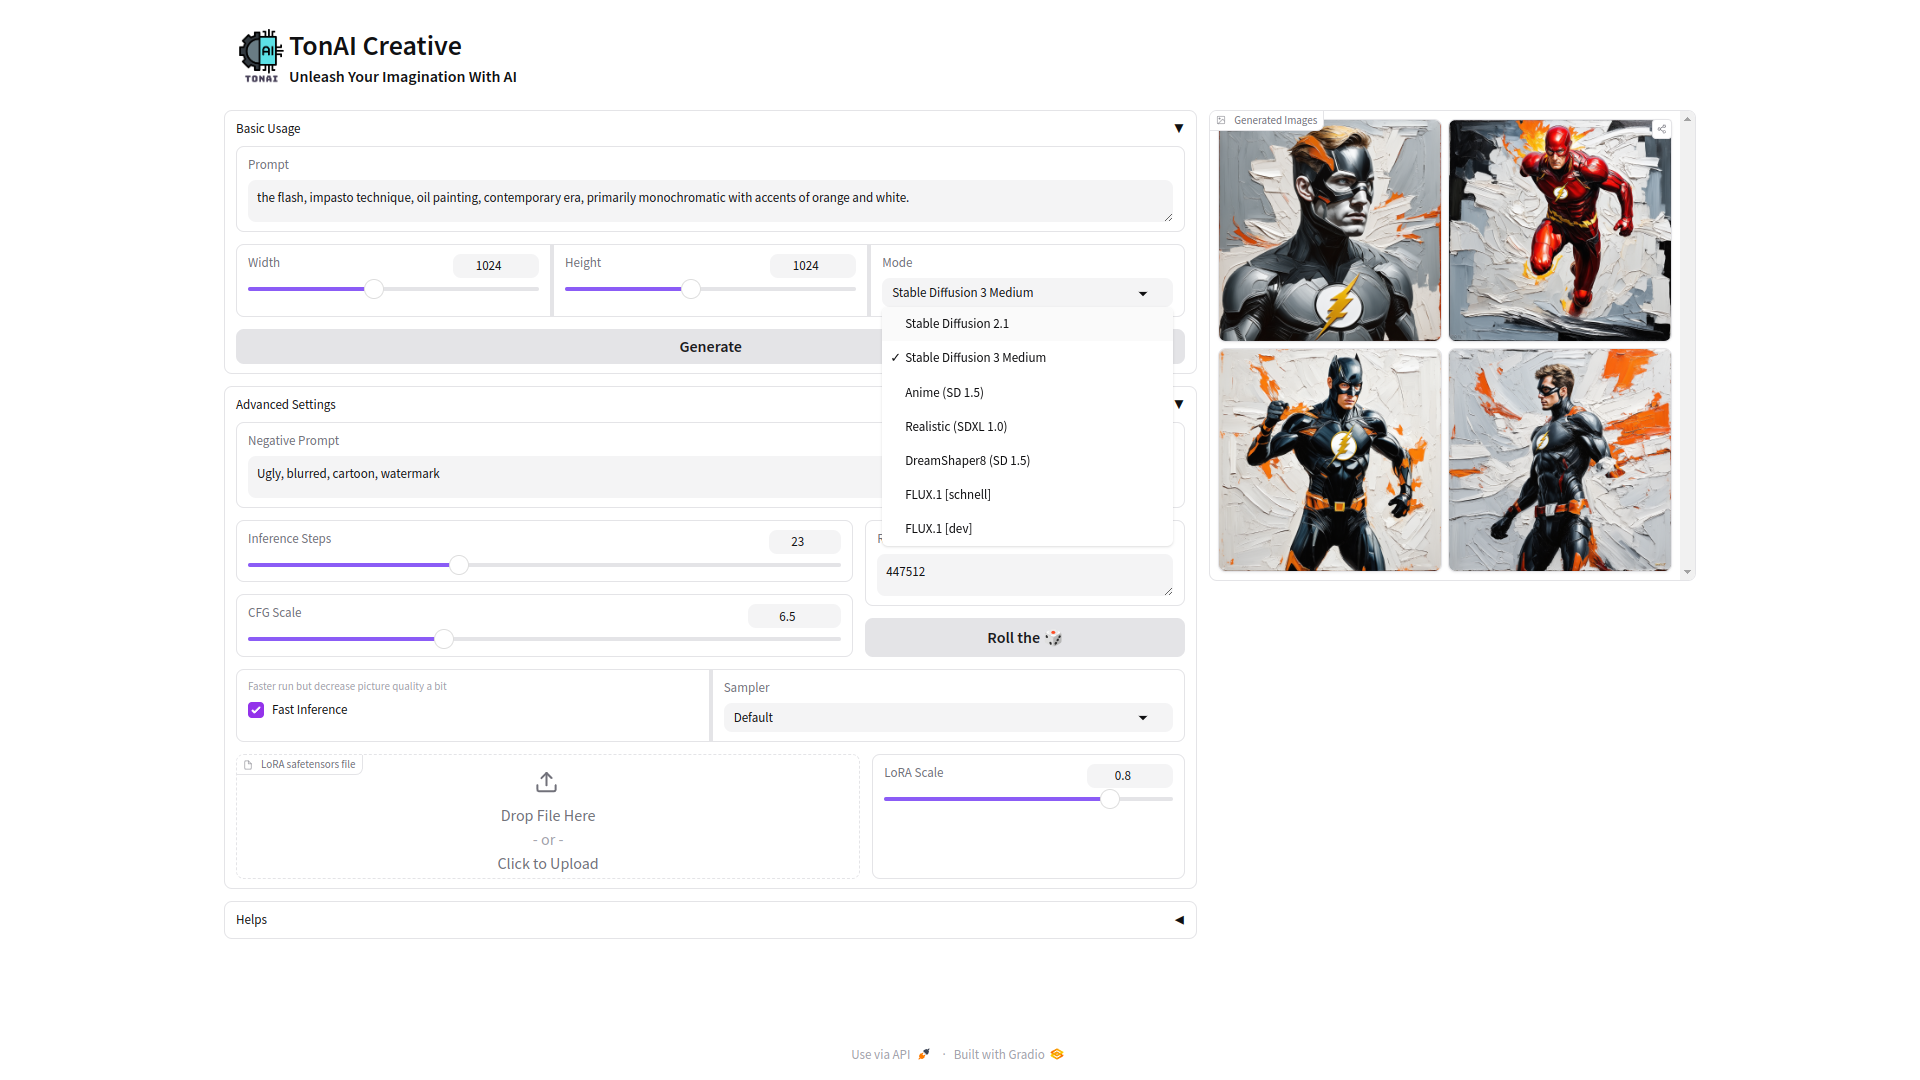 AI
TONAI
TonAI Creative
Unleash Your Imagination With AI
Basic Usage
Prompt
the flash, impasto technique, oil painting, contemporary era, primarily monochromatic with accents of orange and white.
Width
1024
Height
1024
Mode
Stable Diffusion 3 Medium
Stable Diffusion 2.1
✓ Stable Diffusion 3 Medium
Anime (SD 1.5)
Realistic (SDXL 1.0)
DreamShaper8 (SD 1.5)
FLUX.1 [schnell]
FLUX.1 [dev]
Generate
Advanced Settings
Negative Prompt
Ugly, blurred, cartoon, watermark
Inference Steps
23
447512
CFG Scale
6.5
Roll the 🎲
Faster run but decrease picture quality a bit
Fast Inference
Sampler
Default
LoRA safetensors file
Drop File Here
- or -
Click to Upload
LoRA Scale
0.8
Helps
Generated Images
Use via API · Built with Gradio